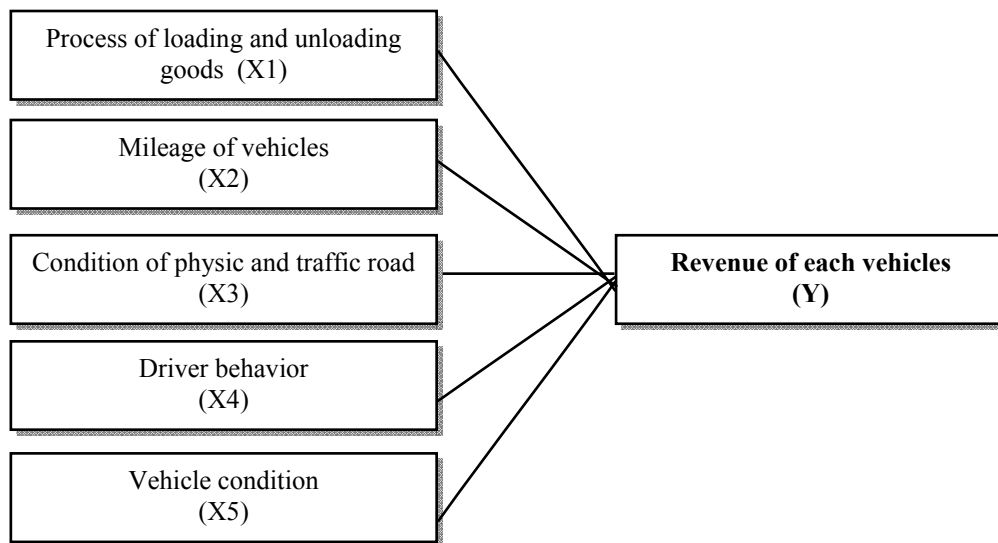 Process of loading and unloading
goods (X1)
Mileage of vehicles
(X2)
Condition of physic and traffic road
(X3)
Driver behavior
(X4)
Vehicle condition
(X5)
Revenue of each vehicles
(Y)